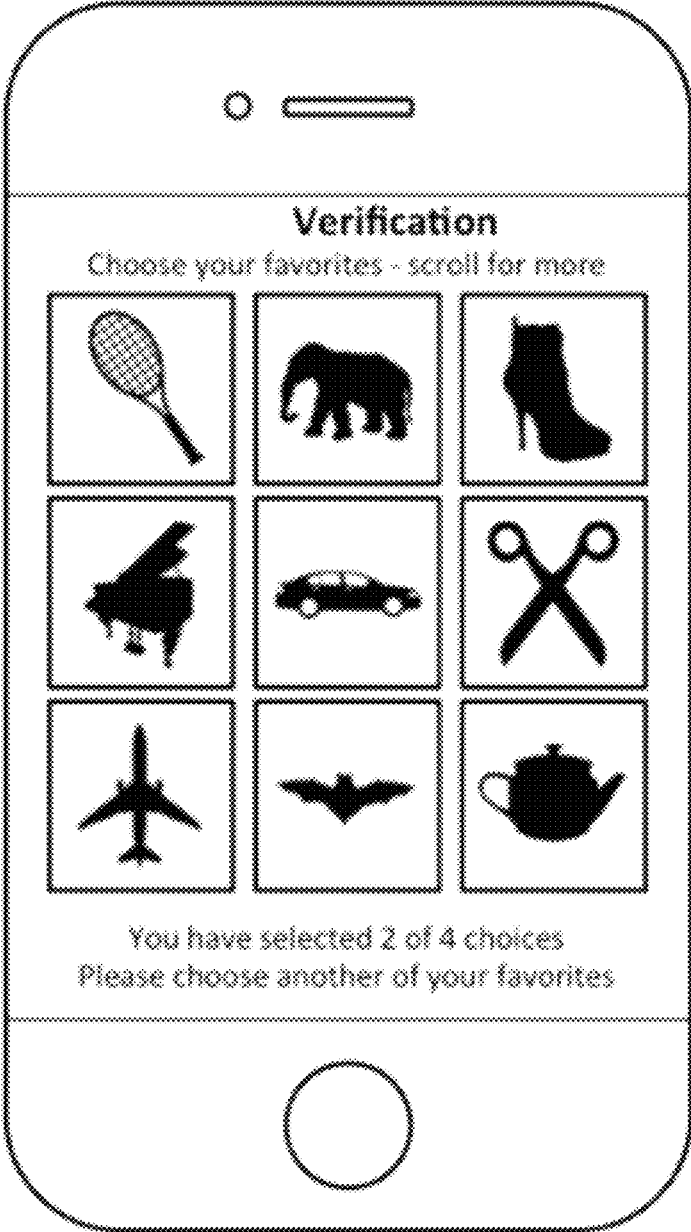 Verification
Choose your favorites - scroll for more
You have selected 2 of 4 choices
Please choose another of your favorites